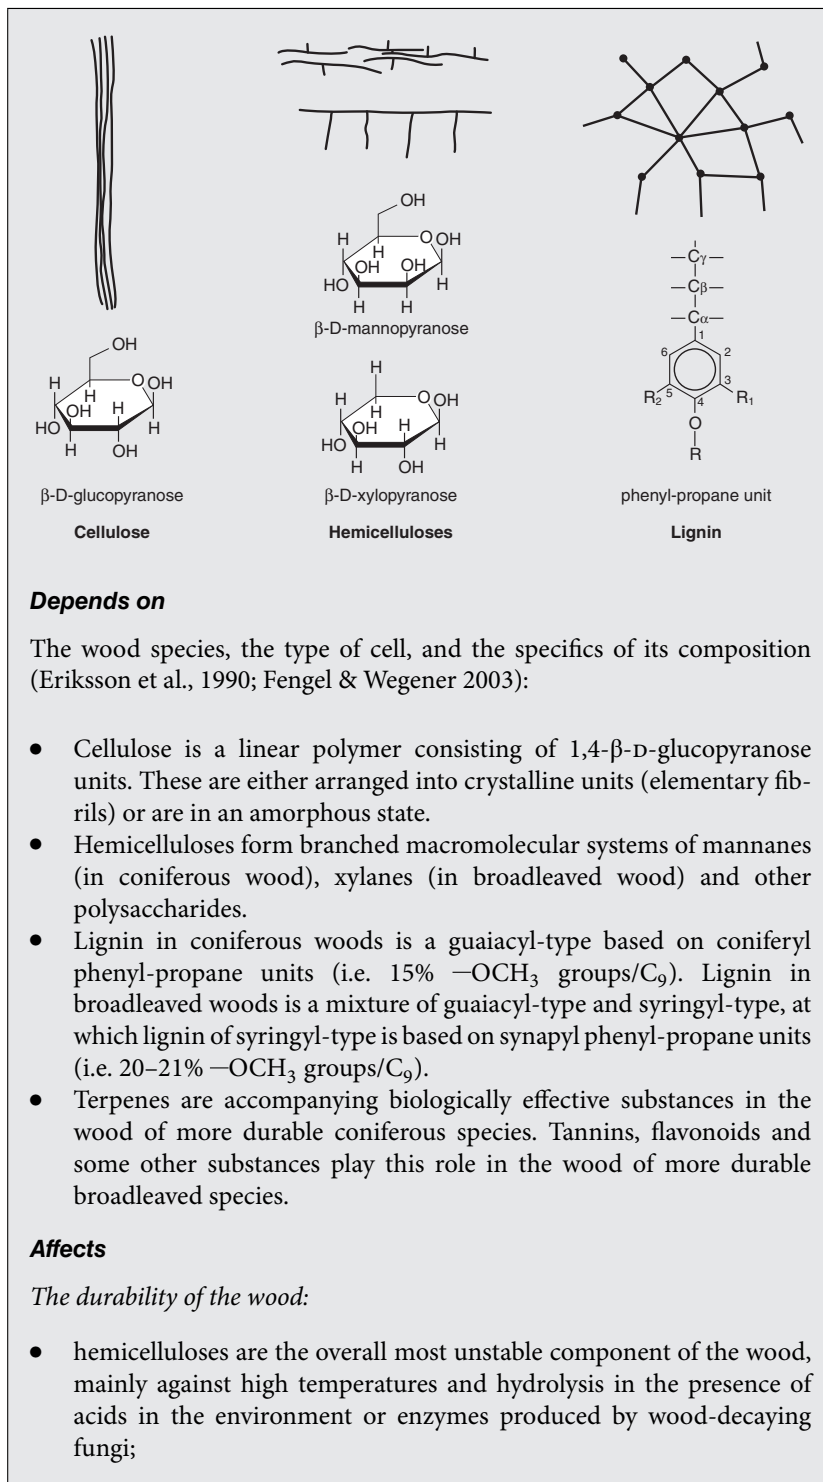 OH
H
O
OH
H
OH
H
HO
H
OH
H
β-D-glucopyranose
Cellulose
OH
H
O
OH
H
OH
OH
HO
H
H
H
β-D-mannopyranose
H
H
O
OH
H
OH
H
HO
H
OH
H
β-D-xylopyranose
Hemicelluloses
Cγ
Cβ
Cα
1
6
2
5
3
4
R₂
R₁
O
R
phenyl-propane unit
Lignin
Depends on
The wood species, the type of cell, and the specifics of its composition
(Eriksson et al., 1990; Fengel & Wegener 2003):
• Cellulose is a linear polymer consisting of 1,4-β-ᴅ-glucopyranose
units. These are either arranged into crystalline units (elementary fib-
rils) or are in an amorphous state.
• Hemicelluloses form branched macromolecular systems of mannanes
(in coniferous wood), xylanes (in broadleaved wood) and other
polysaccharides.
• Lignin in coniferous woods is a guaiacyl-type based on coniferyl
phenyl-propane units (i.e. 15% —OCH₃ groups/C₉). Lignin in
broadleaved woods is a mixture of guaiacyl-type and syringyl-type, at
which lignin of syringyl-type is based on synapyl phenyl-propane units
(i.e. 20–21% —OCH₃ groups/C₉).
• Terpenes are accompanying biologically effective substances in the
wood of more durable coniferous species. Tannins, flavonoids and
some other substances play this role in the wood of more durable
broadleaved species.
Affects
The durability of the wood:
• hemicelluloses are the overall most unstable component of the wood,
mainly against high temperatures and hydrolysis in the presence of
acids in the environment or enzymes produced by wood-decaying
fungi;